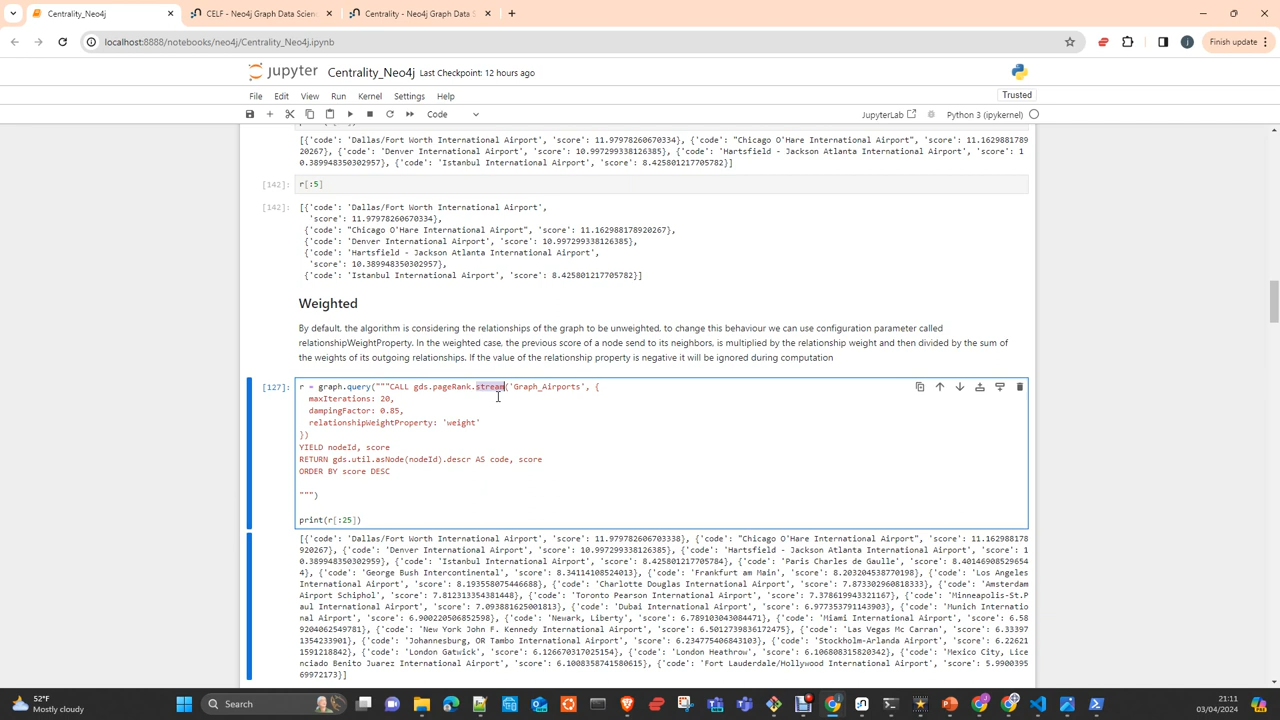 Centrality_Neo4j
CELF - Neo4j Graph Data Scien
Centrality - Neo4j Graph Data S
localhost:8888/notebooks/neo4j/Centrality_Neo4j.ipynb
Finish update
jupyter Centrality_Neo4j Last Checkpoint: 12 hours ago
File Edit View Run Kernel Settings Help
Trusted
Code
JupyterLab Python 3 (ipykernel)
[{'code': 'Dallas/Fort Worth International Airport', 'score': 11.97978260670334}, {'code': "Chicago O'Hare International Airport", 'score': 11.1629881789
20267}, {'code': 'Denver International Airport', 'score': 10.997299338126385}, {'code': 'Hartsfield - Jackson Atlanta International Airport', 'score': 1
0.389948350302957}, {'code': 'Istanbul International Airport', 'score': 8.425801217705782}]
[142]: r[:5]
[142]: [{'code': 'Dallas/Fort Worth International Airport',
'score': 11.97978260670334},
{'code': "Chicago O'Hare International Airport", 'score': 11.162988178920267},
{'code': 'Denver International Airport', 'score': 10.997299338126385},
{'code': 'Hartsfield - Jackson Atlanta International Airport',
'score': 10.389948350302957},
{'code': 'Istanbul International Airport', 'score': 8.425801217705782}]
Weighted
By default, the algorithm is considering the relationships of the graph to be unweighted, to change this behaviour we can use configuration parameter called
relationshipWeightProperty. In the weighted case, the previous score of a node send to its neighbors, is multiplied by the relationship weight and then divided by the sum of
the weights of its outgoing relationships. If the value of the relationship property is negative it will be ignored during computation
[127]: r = graph.query("""CALL gds.pageRank.stream('Graph_Airports', {
maxIterations: 20,
dampingFactor: 0.85,
relationshipWeightProperty: 'weight'
})
YIELD nodeId, score
RETURN gds.util.asNode(nodeId).descr AS code, score
ORDER BY score DESC
""")
print(r[:25])
[{'code': 'Dallas/Fort Worth International Airport', 'score': 11.979782606703338}, {'code': "Chicago O'Hare International Airport", 'score': 11.162988178
920267}, {'code': 'Denver International Airport', 'score': 10.997299338126385}, {'code': 'Hartsfield - Jackson Atlanta International Airport', 'score': 1
0.389948350302959}, {'code': 'Istanbul International Airport', 'score': 8.425801217705784}, {'code': 'Paris Charles de Gaulle', 'score': 8.40146908529654
4}, {'code': 'George Bush Intercontinental', 'score': 8.34114108524013}, {'code': 'Frankfurt am Main', 'score': 8.203204538770198}, {'code': 'Los Angeles
International Airport', 'score': 8.193558075446688}, {'code': 'Charlotte Douglas International Airport', 'score': 7.873302960818333}, {'code': 'Amsterdam
Airport Schiphol', 'score': 7.812313354381448}, {'code': 'Toronto Pearson International Airport', 'score': 7.378619943321167}, {'code': 'Minneapolis-St.P
aul International Airport', 'score': 7.093881625001813}, {'code': 'Dubai International Airport', 'score': 6.977353791143903}, {'code': 'Munich Internatio
nal Airport', 'score': 6.900220506852598}, {'code': 'Newark, Liberty', 'score': 6.789103043084471}, {'code': 'Miami International Airport', 'score': 6.58
9204062549781}, {'code': 'New York John F. Kennedy International Airport', 'score': 6.5012739836172475}, {'code': 'Las Vegas Mc Carran', 'score': 6.33397
1354233901}, {'code': 'Johannesburg, OR Tambo International Airport', 'score': 6.234775406843103}, {'code': 'Stockholm-Arlanda Airport', 'score': 6.22621
1591218842}, {'code': 'London Gatwick', 'score': 6.126670317025154}, {'code': 'London Heathrow', 'score': 6.106808315820342}, {'code': 'Mexico City, Lice
nciado Benito Juarez International Airport', 'score': 6.1008358741580615}, {'code': 'Fort Lauderdale/Hollywood International Airport', 'score': 5.9900395
69972173}]
52°F
Mostly cloudy
Search
21:11
03/04/2024